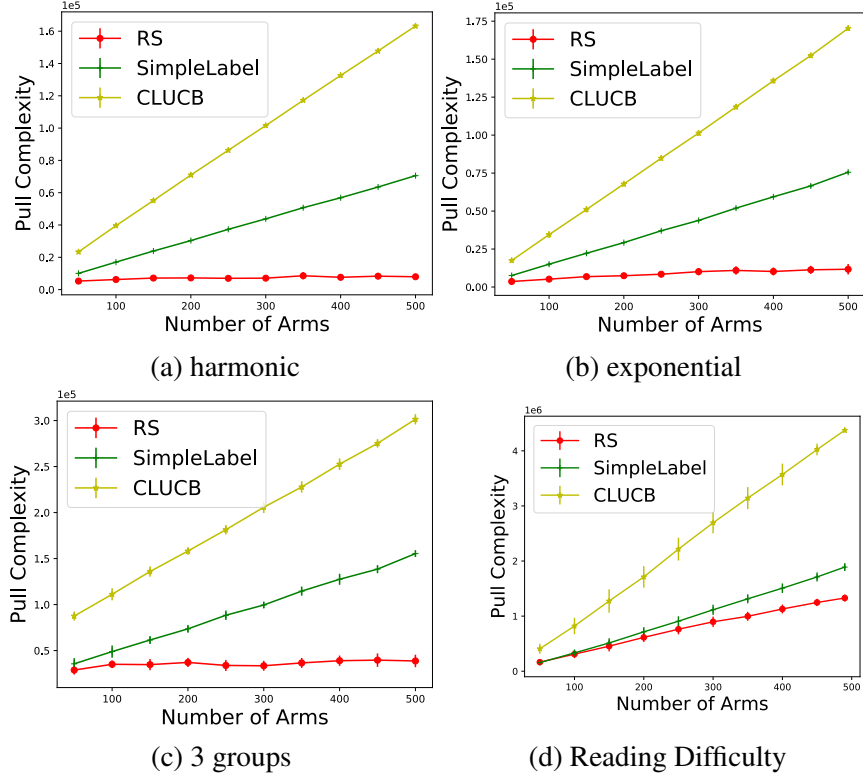 1e5
1.6
1.4
1.2
1.0
0.8
0.6
0.4
0.2
0.0
Pull Complexity
RS
SimpleLabel
CLUCB
100 200 300 400 500
Number of Arms
(a) harmonic
1e5
1.75
1.50
1.25
1.00
0.75
0.50
0.25
0.00
Pull Complexity
RS
SimpleLabel
CLUCB
100 200 300 400 500
Number of Arms
(b) exponential
1e5
3.0
2.5
2.0
1.5
1.0
0.5
Pull Complexity
RS
SimpleLabel
CLUCB
100 200 300 400 500
Number of Arms
(c) 3 groups
1e6
4
3
2
1
0
Pull Complexity
RS
SimpleLabel
CLUCB
100 200 300 400 500
Number of Arms
(d) Reading Difficulty